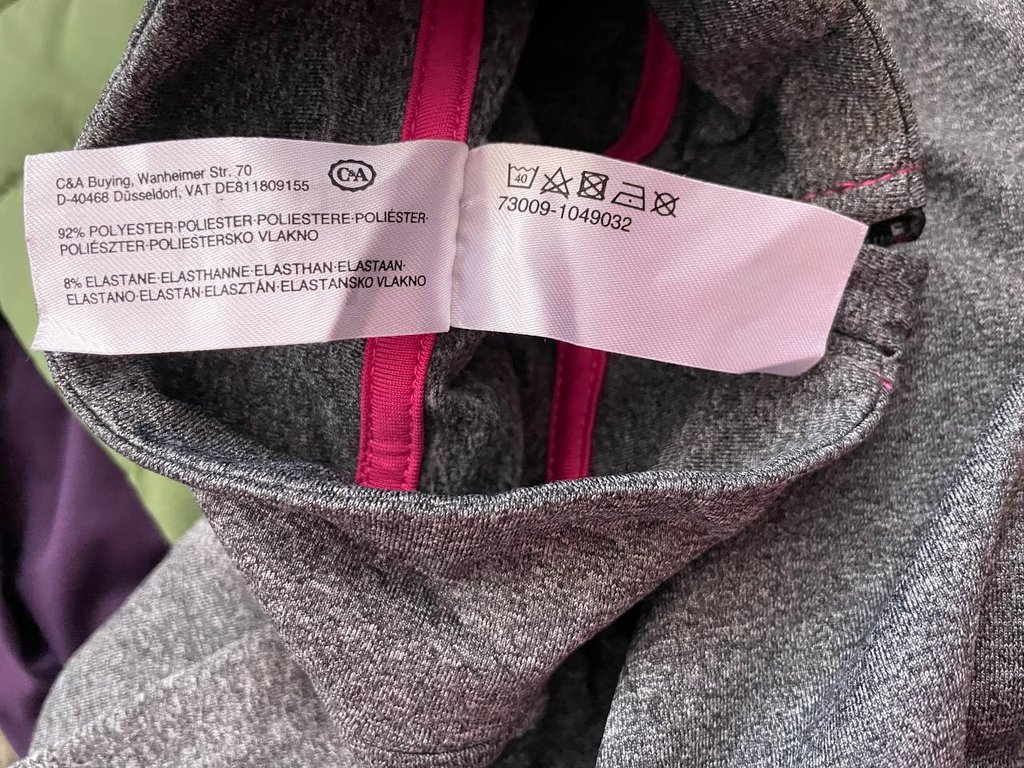 C&A Buying, Wanheimer Str. 70
D-40468 Düsseldorf, VAT DE811809155
C&A
92% POLYESTER·POLIESTER·POLIESTERE·POLIÉSTER·
POLIÉSZTER·POLIESTERSKO VLAKNO
8% ELASTANE·ELASTHANNE·ELASTHAN·ELASTAAN·
ELASTANO·ELASTAN·ELASZTÁN·ELASTANSKO VLAKNO
40
73009-1049032